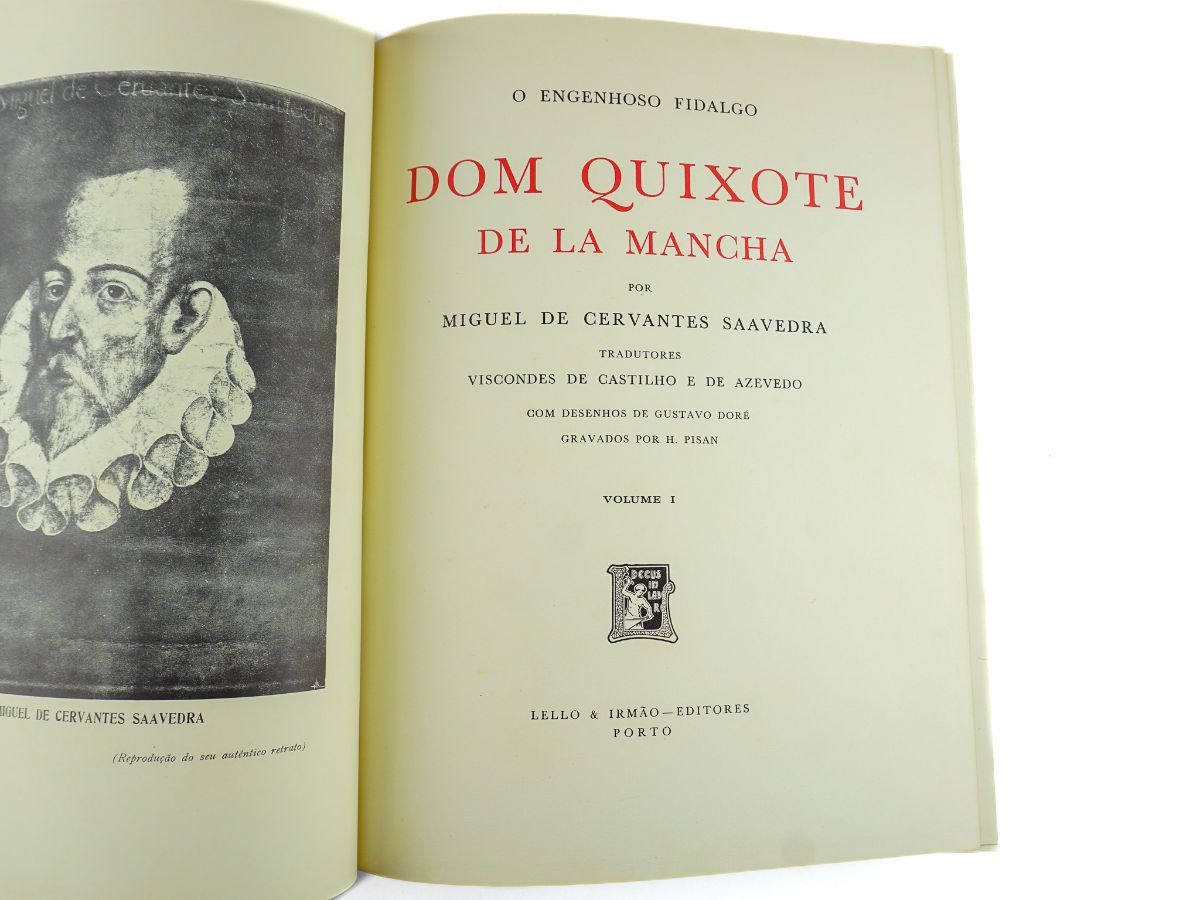 Miguel de Cervantes Saavedra
MIGUEL DE CERVANTES SAAVEDRA
(Reprodução do seu autêntico retrato)
O ENGENHOSO FIDALGO
DOM QUIXOTE
DE LA MANCHA
POR
MIGUEL DE CERVANTES SAAVEDRA
TRADUTORES
VISCONDES DE CASTILHO E DE AZEVEDO
COM DESENHOS DE GUSTAVO DORÉ
GRAVADOS POR H. PISAN
VOLUME I
DECUS
IN
LAB
R
LELLO & IRMÃO—EDITORES
PORTO